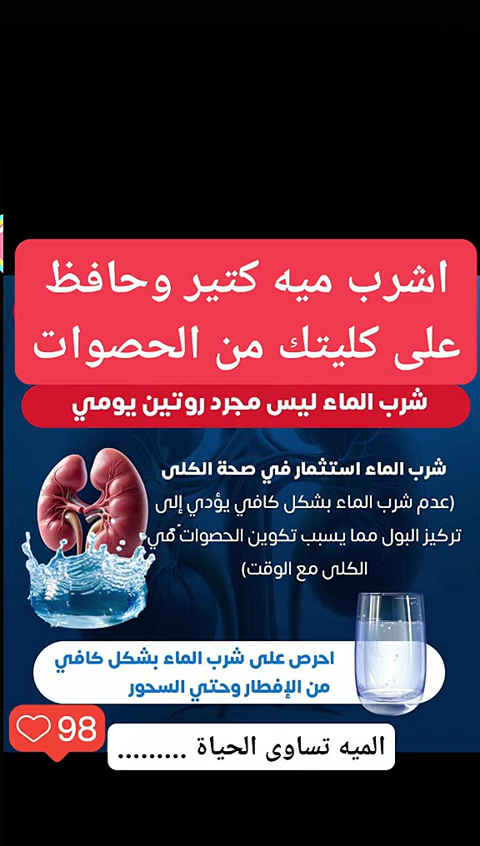 اشرب ميه كتير وحافظ
على كليتك من الحصوات
شرب الماء ليس مجرد روتين يومي
شرب الماء استثمار في صحة الكلى
(عدم شرب الماء بشكل كافي يؤدي إلى
تركيز البول مما يسبب تكوين الحصوات في
الكلى مع الوقت)
احرص على شرب الماء بشكل كافي
من الإفطار وحتي السحور
98
الميه تساوى الحياة .........